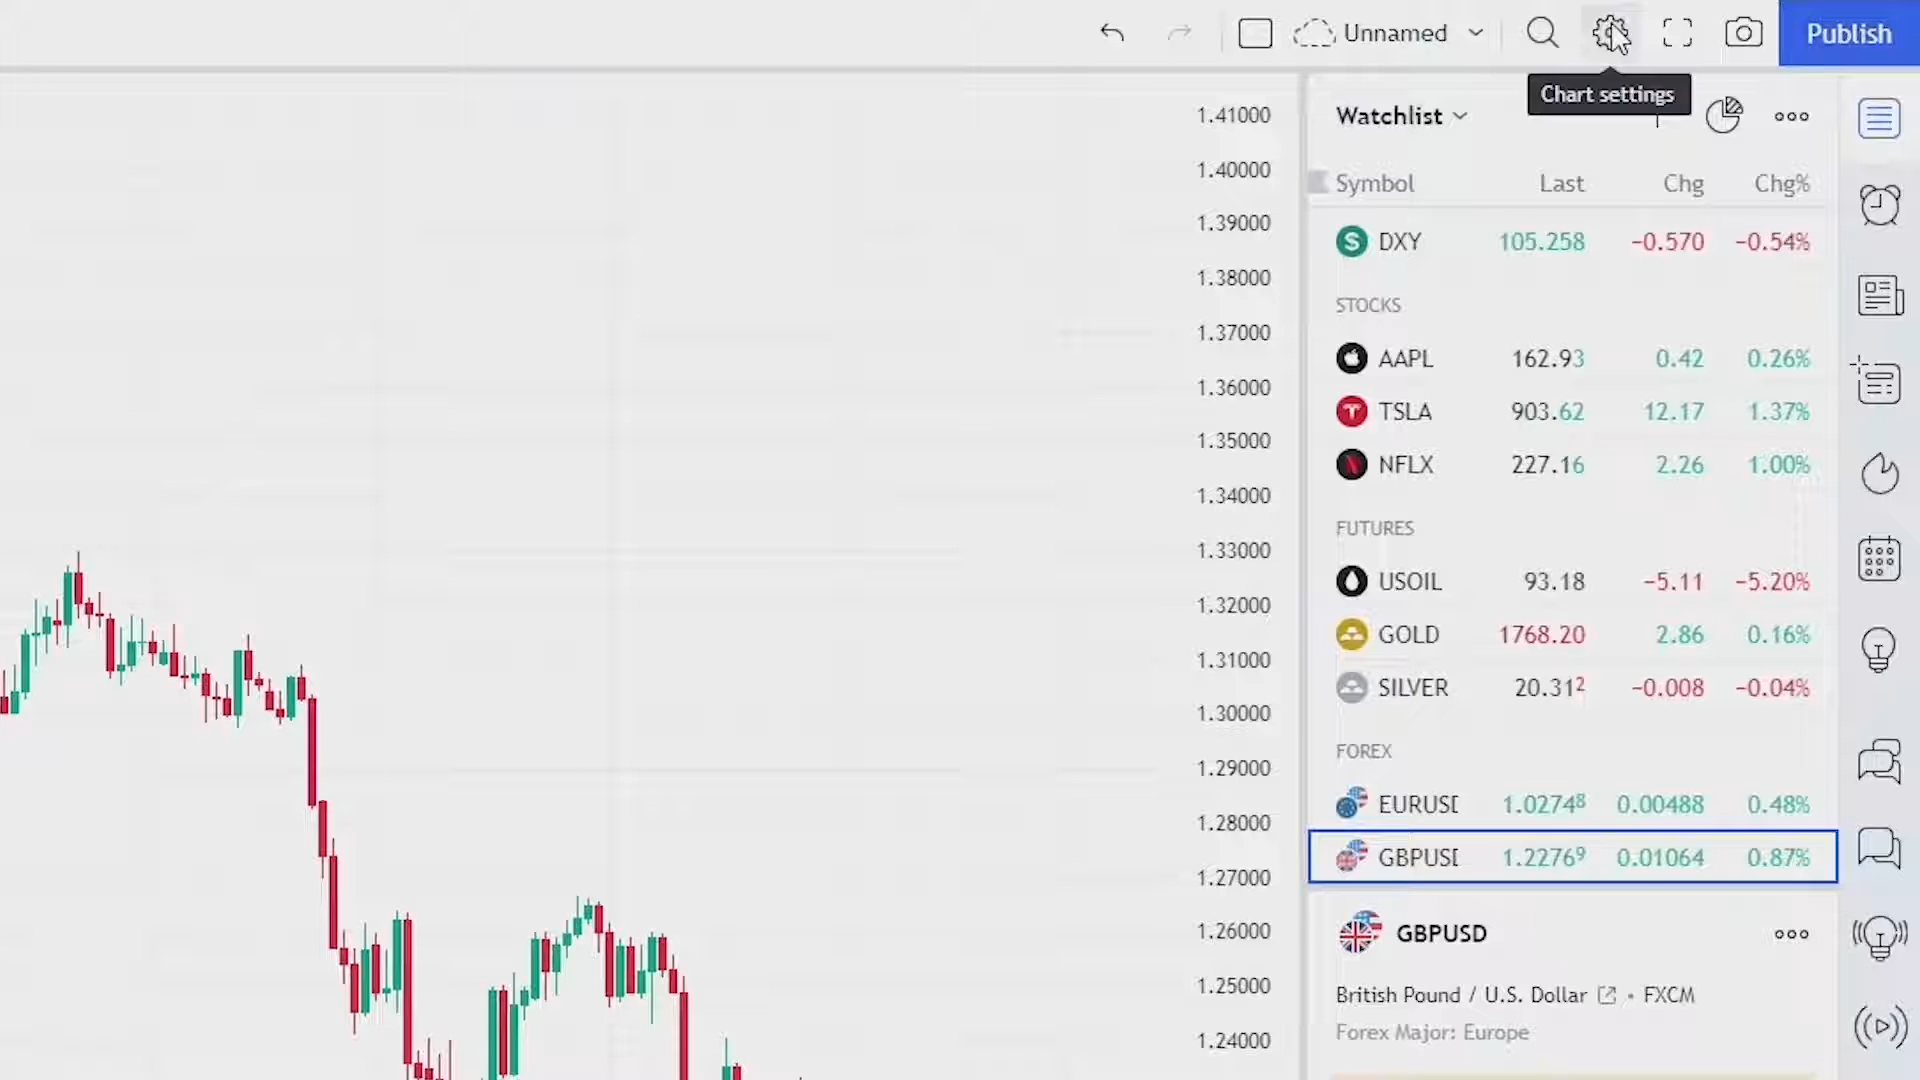 Unnamed
Publish
Chart settings
Watchlist
Symbol Last Chg Chg%
DXY 105.258 −0.570 −0.54%
STOCKS
AAPL 162.93 0.42 0.26%
TSLA 903.62 12.17 1.37%
NFLX 227.16 2.26 1.00%
FUTURES
USOIL 93.18 −5.11 −5.20%
GOLD 1768.20 2.86 0.16%
SILVER 20.312 −0.008 −0.04%
FOREX
EURUSD 1.02748 0.00488 0.48%
GBPUSD 1.22769 0.01064 0.87%
GBPUSD
British Pound / U.S. Dollar • FXCM
Forex Major: Europe
1.41000
1.40000
1.39000
1.38000
1.37000
1.36000
1.35000
1.34000
1.33000
1.32000
1.31000
1.30000
1.29000
1.28000
1.27000
1.26000
1.25000
1.24000